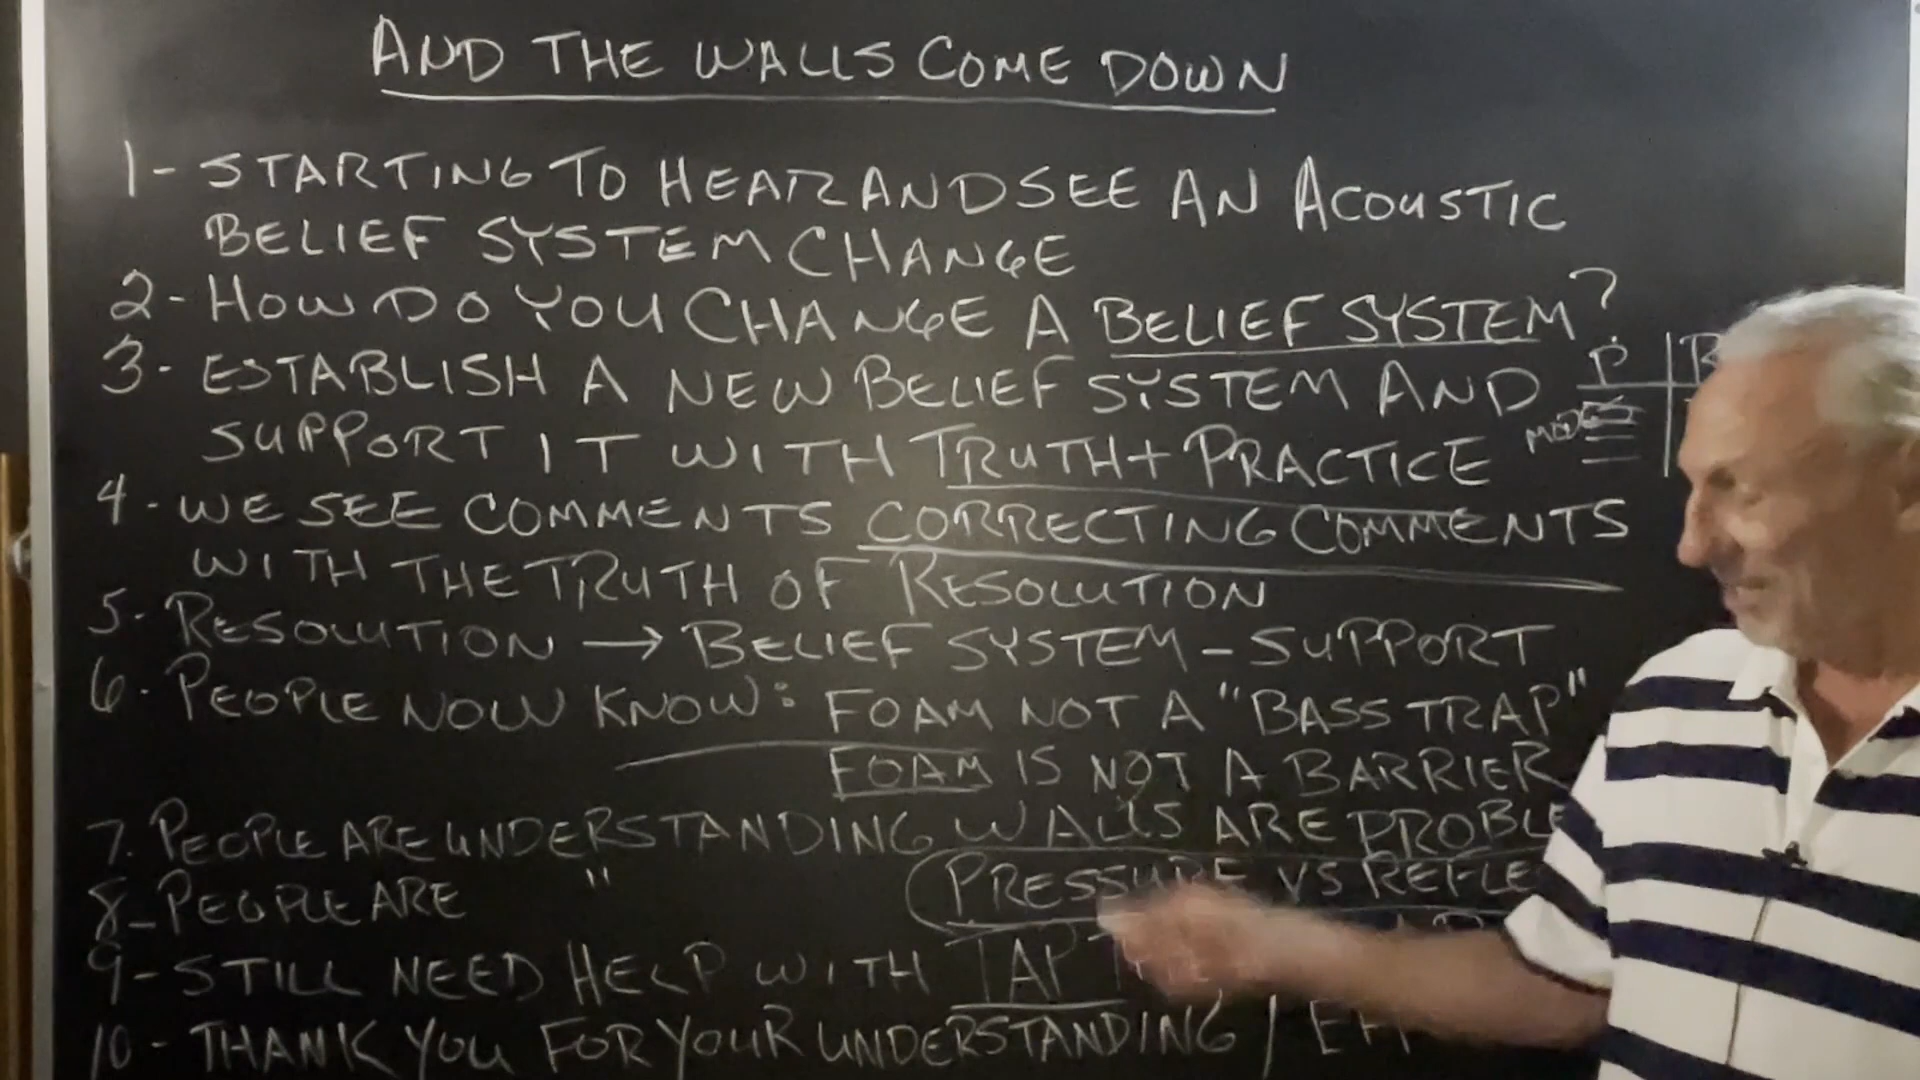 AND THE WALLS COME DOWN
1- STARTING TO HEAR AND SEE AN ACOUSTIC
BELIEF SYSTEM CHANGE
2- HOW DO YOU CHANGE A BELIEF SYSTEM?
3- ESTABLISH A NEW BELIEF SYSTEM AND
SUPPORT IT WITH TRUTH + PRACTICE
P
4- WE SEE COMMENTS CORRECTING COMMENTS
WITH THE TRUTH OF RESOLUTION
5- RESOLUTION → BELIEF SYSTEM - SUPPORT
6- PEOPLE NOW KNOW: FOAM NOT A "BASS TRAP"
FOAM IS NOT A BARRIER
7. PEOPLE ARE UNDERSTANDING WALLS ARE
8- PEOPLE ARE " PRESSURE VS
9- STILL NEED HELP WITH TAP
10- THANK YOU FOR YOUR UNDERSTANDING /